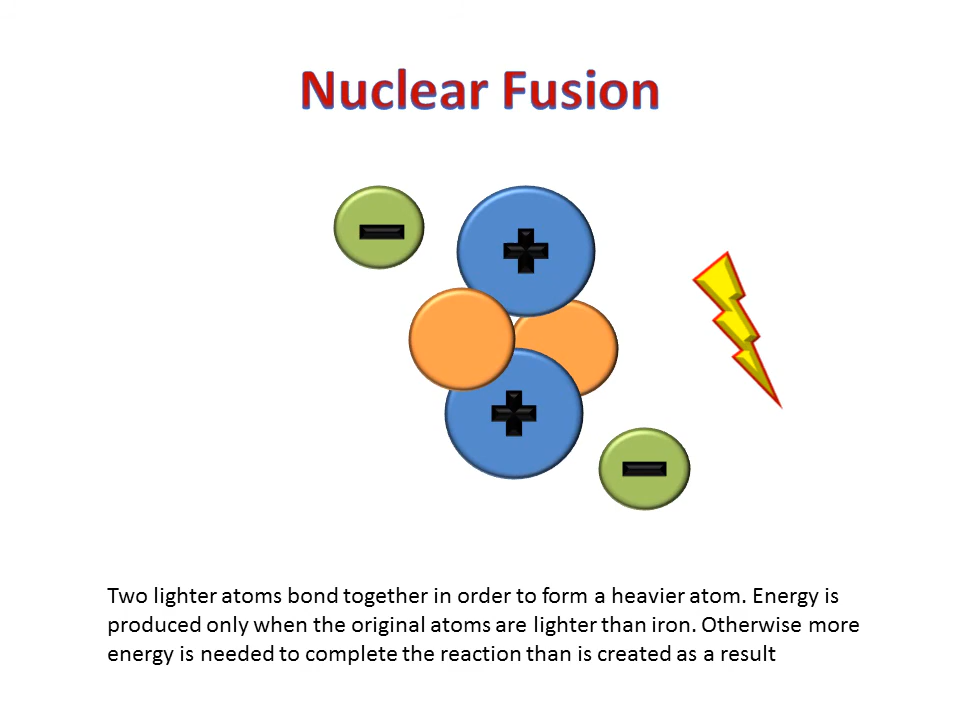 Nuclear Fusion
Two lighter atoms bond together in order to form a heavier atom. Energy is
produced only when the original atoms are lighter than iron. Otherwise more
energy is needed to complete the reaction than is created as a result